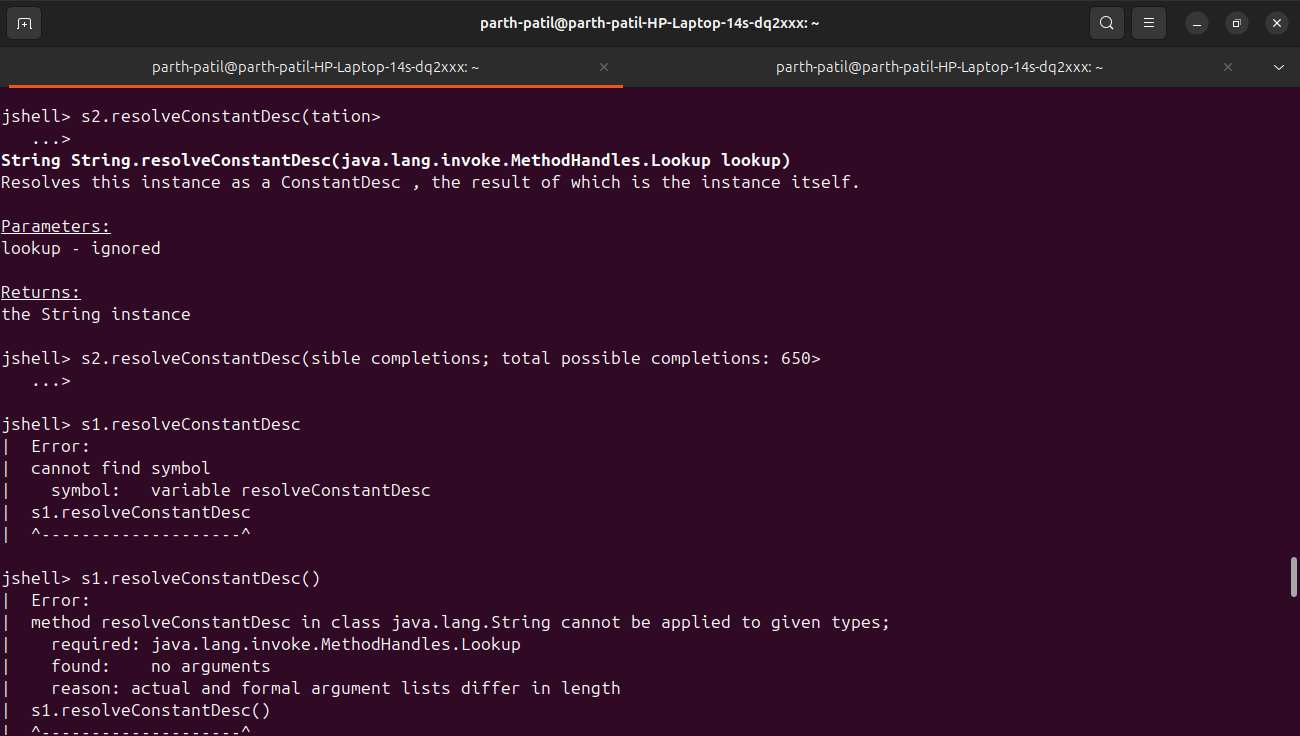 parth-patil@parth-patil-HP-Laptop-14s-dq2xxx: ~
parth-patil@parth-patil-HP-Laptop-14s-dq2xxx: ~
parth-patil@parth-patil-HP-Laptop-14s-dq2xxx: ~
jshell> s2.resolveConstantDesc(tation>
   ...>
String String.resolveConstantDesc(java.lang.invoke.MethodHandles.Lookup lookup)
Resolves this instance as a ConstantDesc , the result of which is the instance itself.
Parameters:
lookup - ignored
Returns:
the String instance
jshell> s2.resolveConstantDesc(sible completions; total possible completions: 650>
   ...>
jshell> s1.resolveConstantDesc
|  Error:
|  cannot find symbol
|    symbol:   variable resolveConstantDesc
|  s1.resolveConstantDesc
|  ^--------------------^
jshell> s1.resolveConstantDesc()
|  Error:
|  method resolveConstantDesc in class java.lang.String cannot be applied to given types;
|    required: java.lang.invoke.MethodHandles.Lookup
|    found:    no arguments
|    reason: actual and formal argument lists differ in length
|  s1.resolveConstantDesc()
|  ^--------------------^